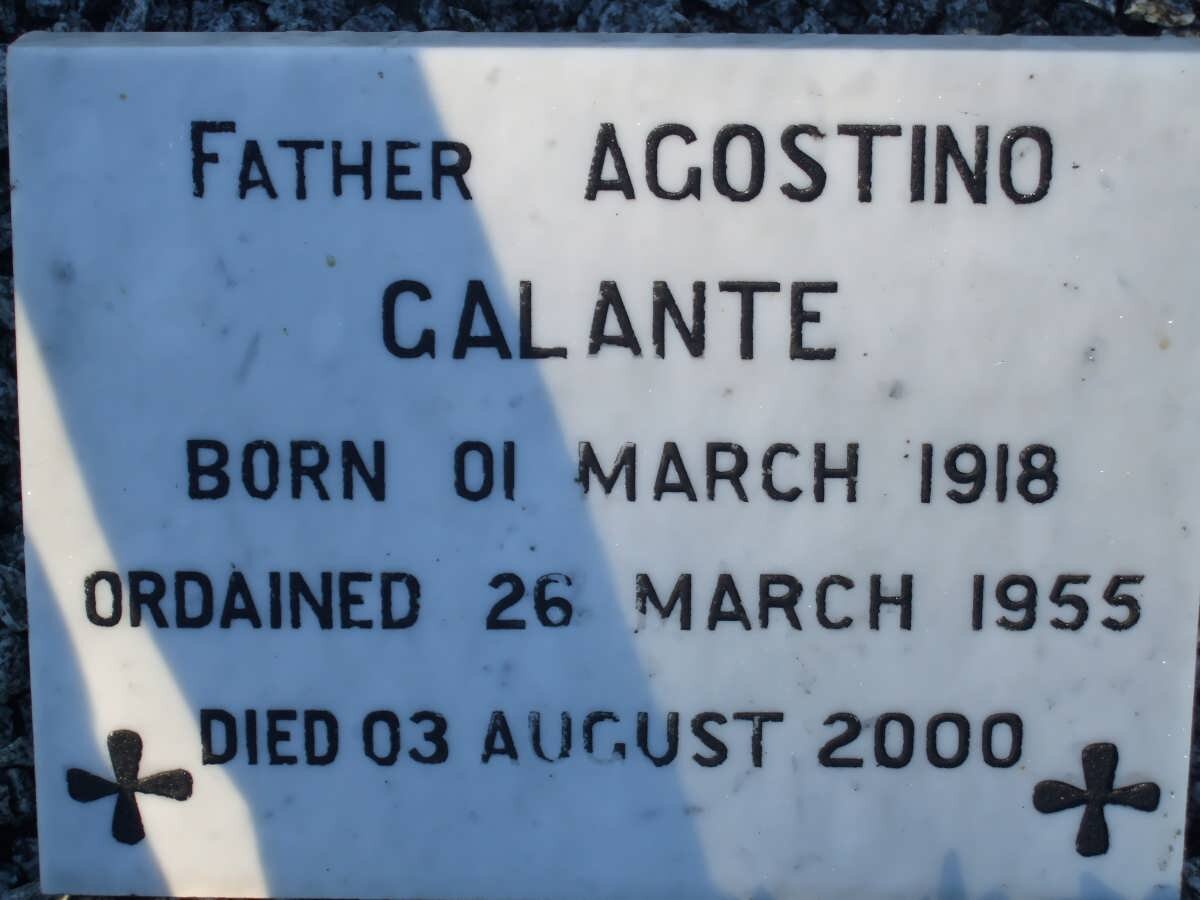 FATHER AGOSTINO
GALANTE
BORN 01 MARCH 1918
ORDAINED 26 MARCH 1955
DIED 03 AUGUST 2000